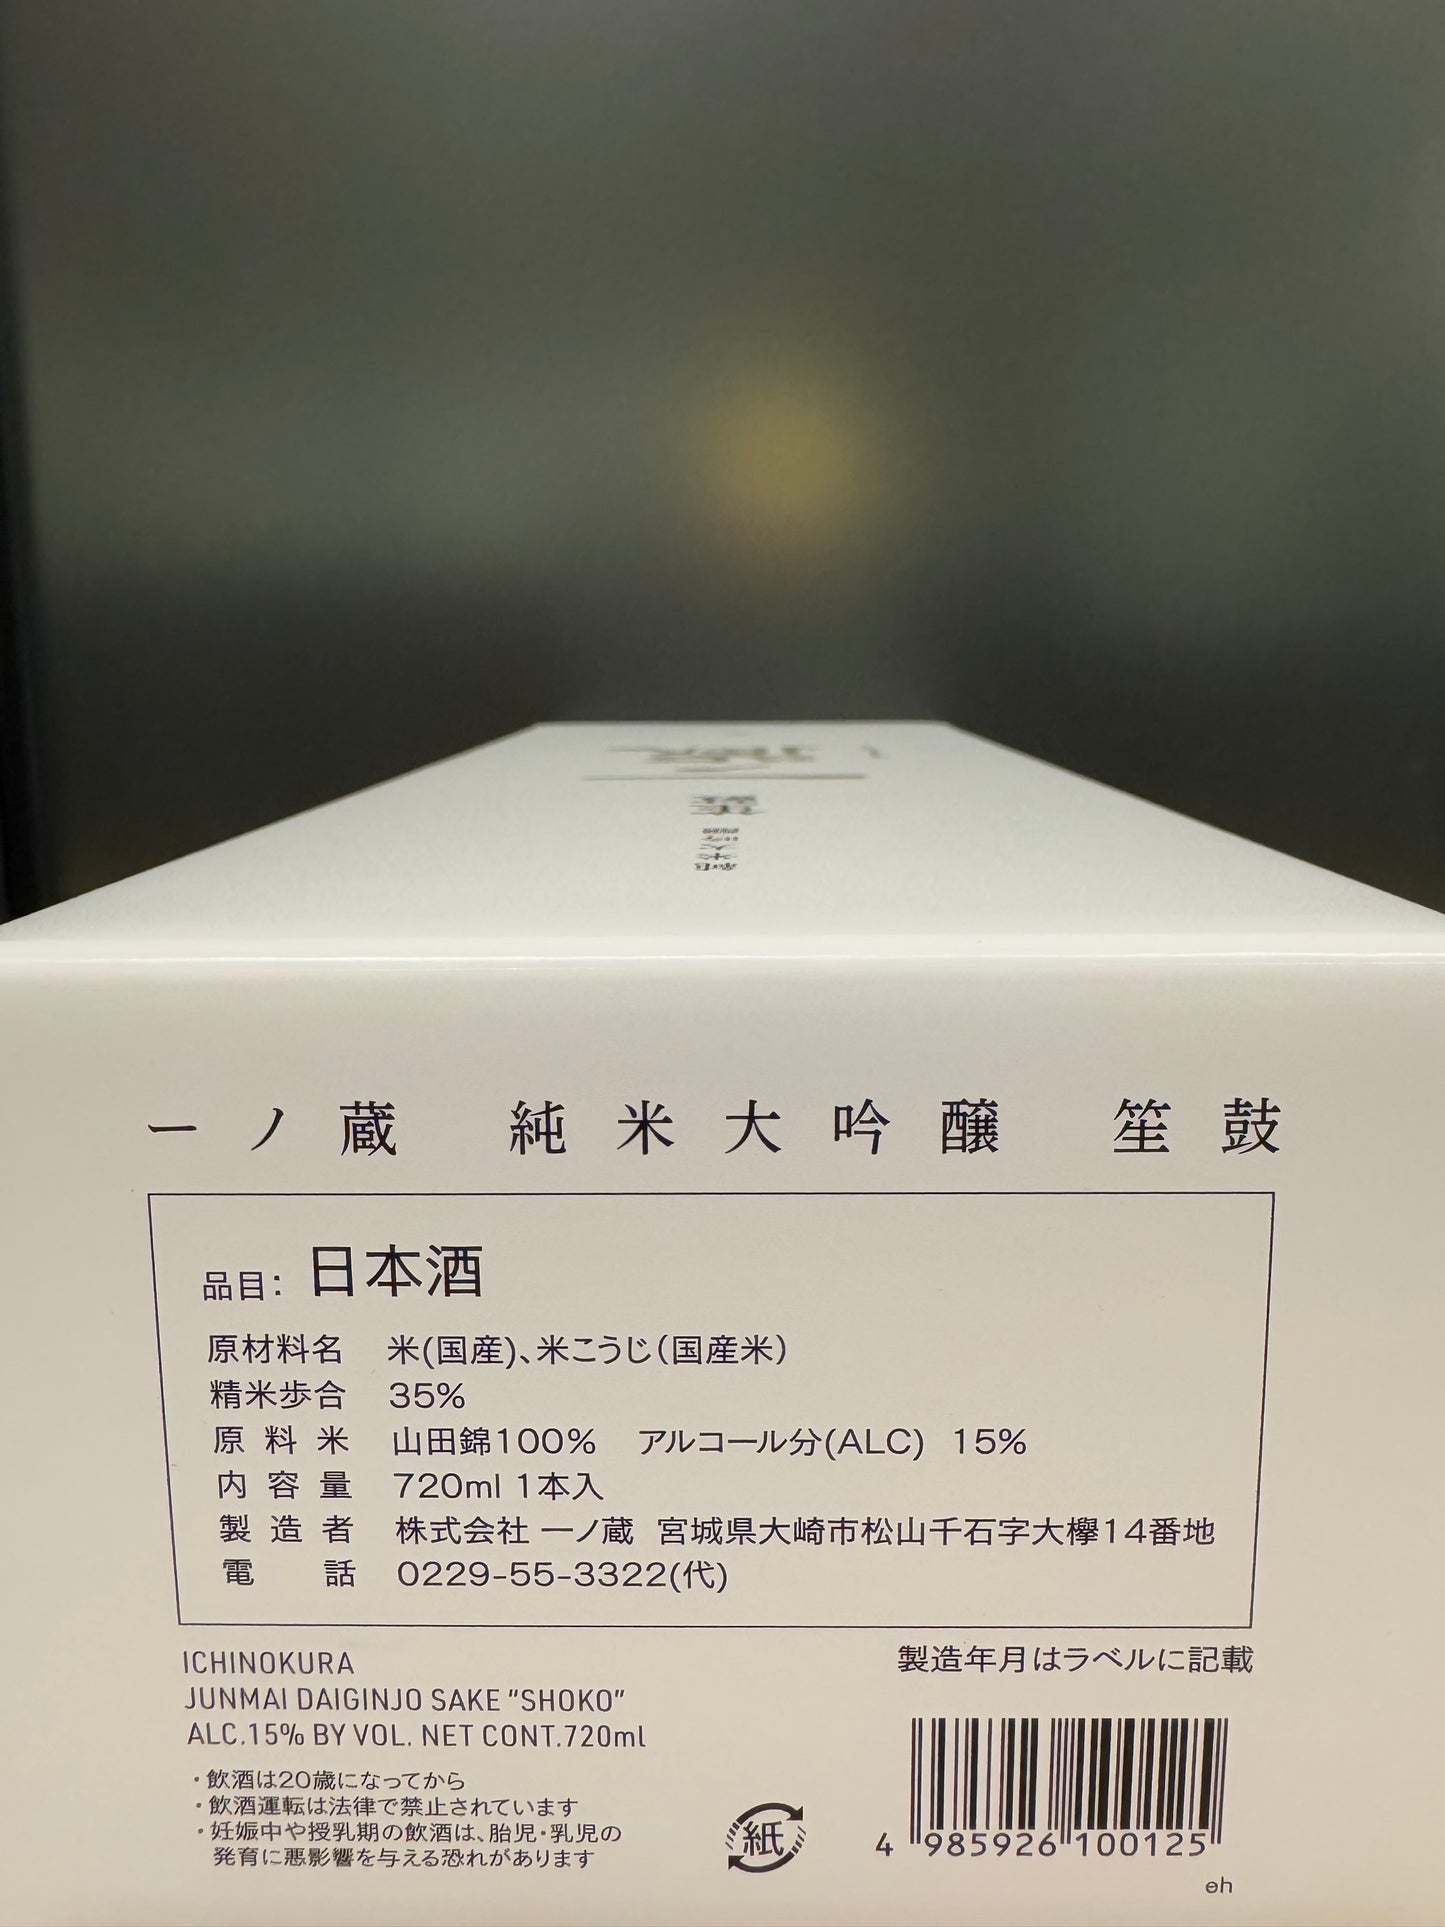 一ノ蔵 純米大吟醸 笙鼓
品目: 日本酒
原材料名 米(国産)、米こうじ(国産米)
精米歩合 35%
原料米 山田錦100% アルコール分(ALC) 15%
内容量 720ml 1本入
製造者 株式会社 一ノ蔵 宮城県大崎市松山千石字大欅14番地
電話 0229-55-3322(代)
製造年月はラベルに記載
ICHINOKURA
JUNMAI DAIGINJO SAKE "SHOKO"
ALC.15% BY VOL. NET CONT.720ml
・飲酒は20歳になってから
・飲酒運転は法律で禁止されています
・妊娠中や授乳期の飲酒は、胎児・乳児の
発育に悪影響を与える恐れがあります
紙
4 985926 100125
eh